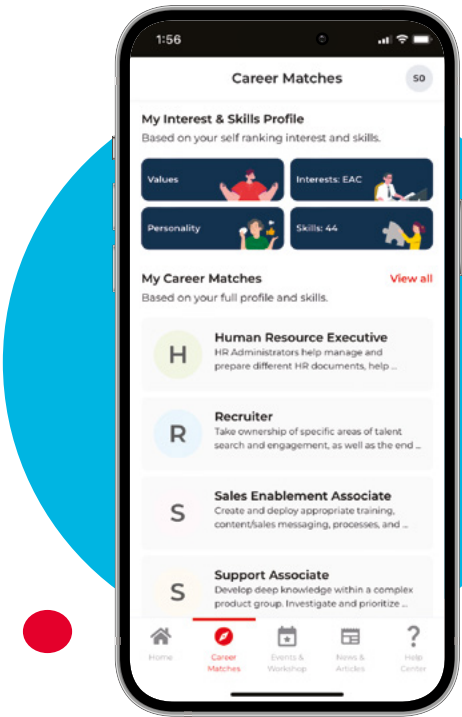 1:56
Career Matches
SO
My Interest & Skills Profile
Based on your self ranking interest and skills.
Values
Interests: EAC
Personality
Skills: 44
My Career Matches
View all
Based on your full profile and skills.
H
Human Resource Executive
HR Administrators help manage and
prepare different HR documents, help ...
R
Recruiter
Take ownership of specific areas of talent
search and engagement, as well as the end ...
S
Sales Enablement Associate
Create and deploy appropriate training,
content/sales messaging, processes, and ...
S
Support Associate
Develop deep knowledge within a complex
product group. Investigate and prioritize ...
Home
Career
Matches
Events &
Workshop
News &
Articles
?
Help
Center